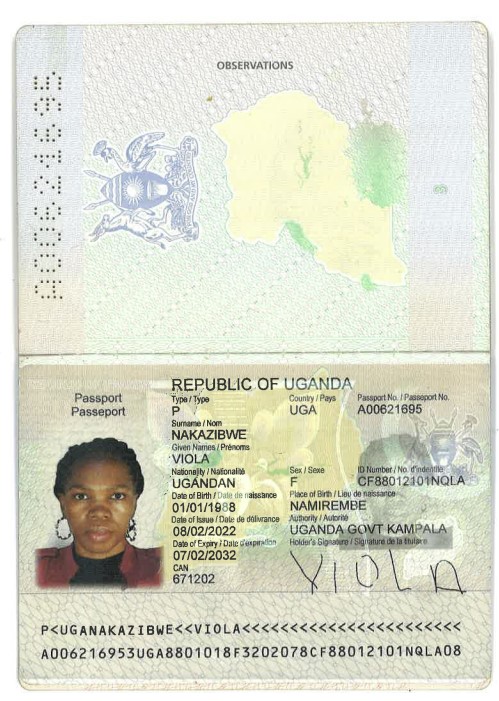 OBSERVATIONS
A00621695
REPUBLIC OF UGANDA
Passport
Passeport
Type / Type
Country / Pays
Passport No. / Passeport No.
P
UGA
A00621695
Surname / Nom
NAKAZIBWE
Given Names / Prénoms
VIOLA
Nationality / Nationalité
Sex / Sexe
ID Number / No. d'indentité
UGANDAN
F
CF88012101NQLA
Date of Birth / Date de naissance
Place of Birth / Lieu de naissance
01/01/1988
NAMIREMBE
Date of Issue / Date de délivrance
Authority / Autorité
08/02/2022
UGANDA GOVT KAMPALA
Date of Expiry / Date d'expiration
Holder's Signature / Signature de la titulaire
07/02/2032
VIOLA
CAN
671202
P<UGANAKAZIBWE<<VIOLA<<<<<<<<<<<<<<<<<<<<<<<
A006216953UGA8801018F3202078CF88012101NQLA08